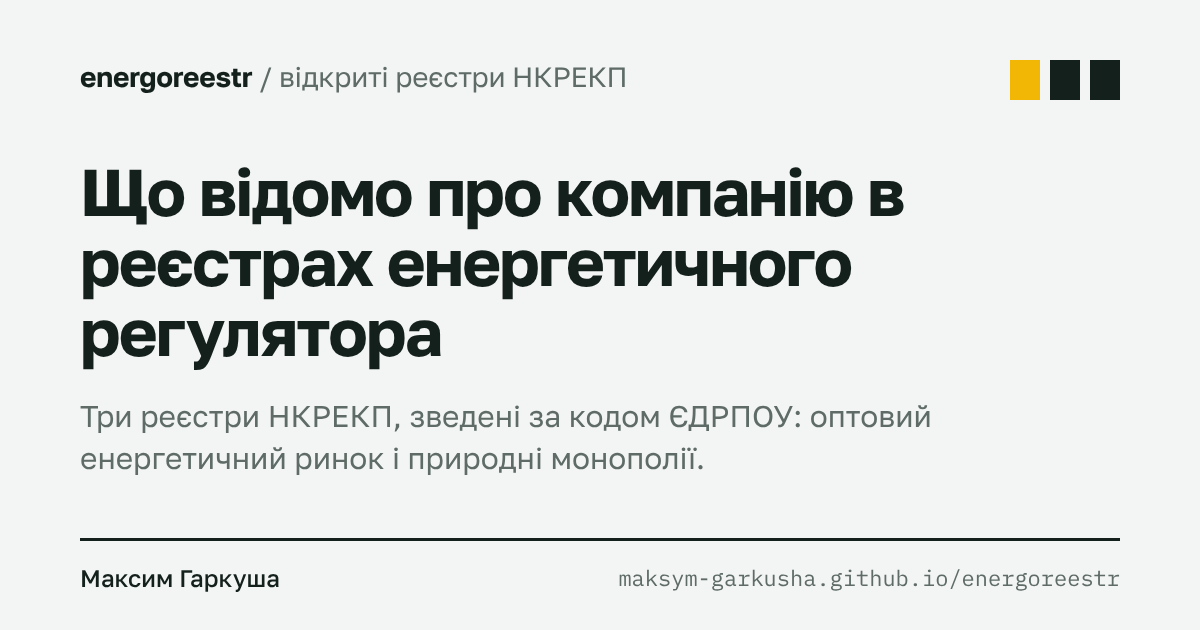 energoreestr / відкриті реєстри НКРЕКП
Що відомо про компанію в
реєстрах енергетичного
регулятора
Три реєстри НКРЕКП, зведені за кодом ЄДРПОУ: оптовий
енергетичний ринок і природні монополії.
Максим Гаркуша
maksym-garkusha.github.io/energoreestr